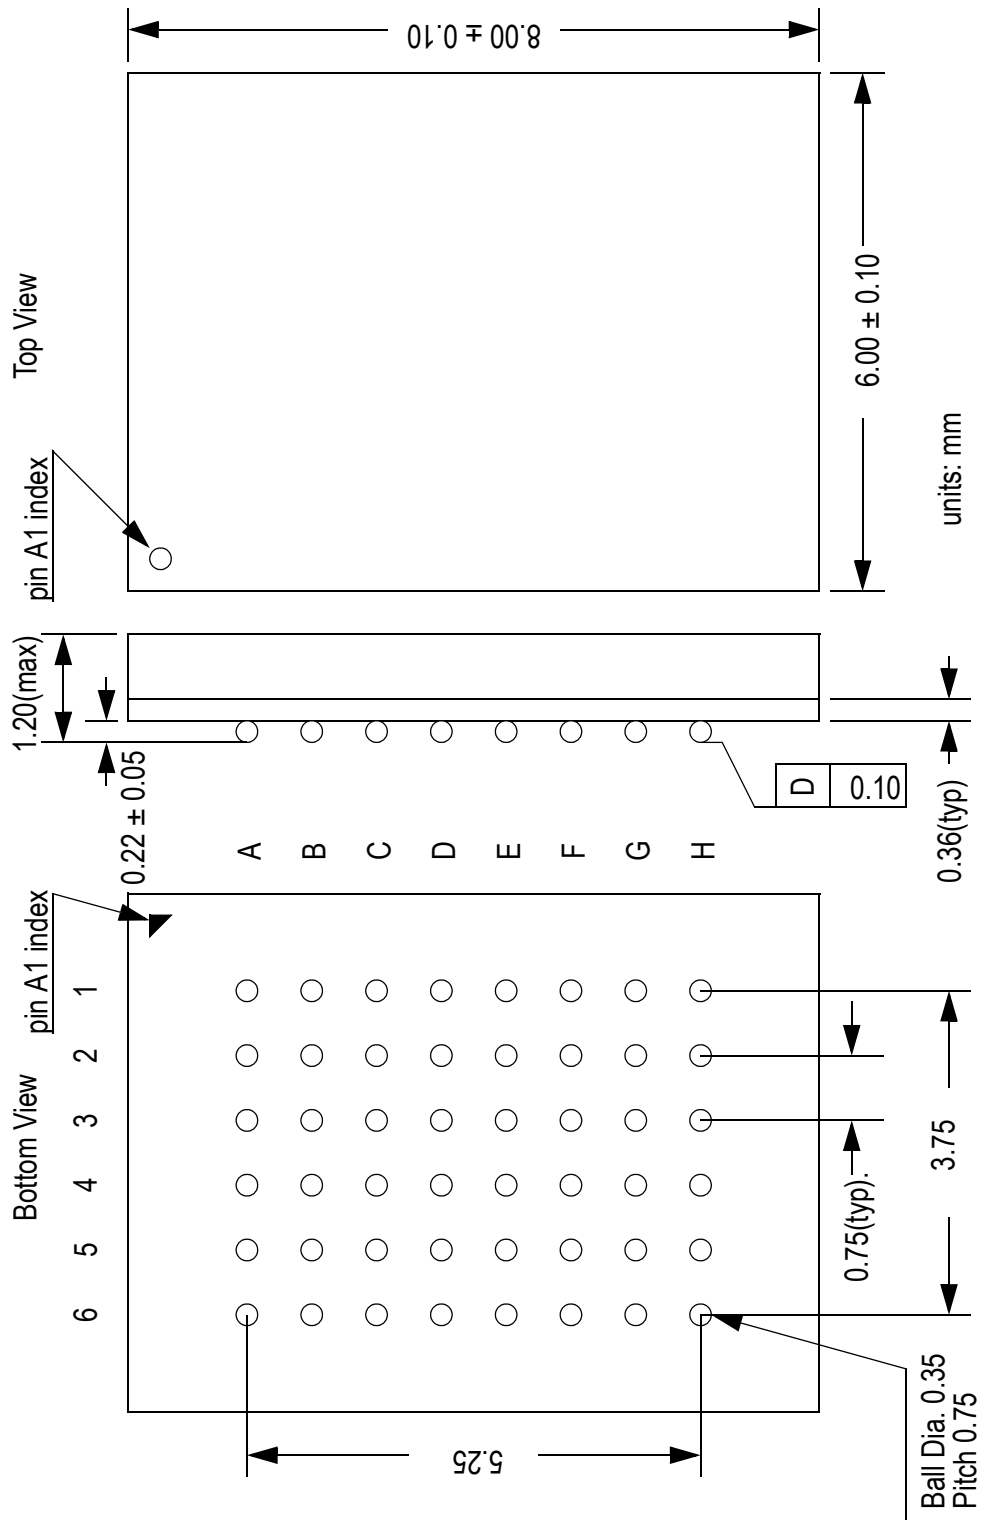 Bottom View
Top View
pin A1 index
pin A1 index
6
5
4
3
2
1
A
B
C
D
E
F
G
H
1.20(max)
0.22 ± 0.05
8.00 ± 0.10
6.00 ± 0.10
D 0.10
0.36(typ)
0.75(typ).
3.75
5.25
Ball Dia. 0.35
Pitch 0.75
units: mm